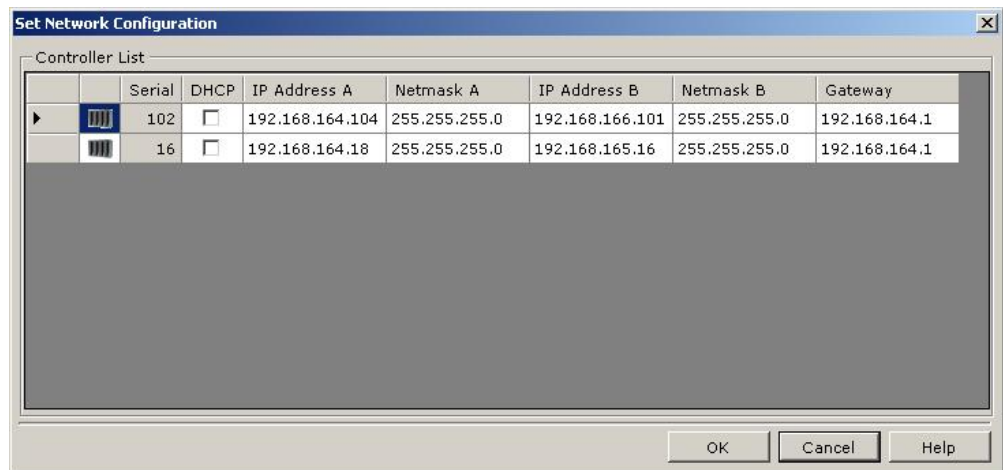 Set Network Configuration
Controller List
Serial DHCP IP Address A Netmask A IP Address B Netmask B Gateway
102 192.168.164.104 255.255.255.0 192.168.166.101 255.255.255.0 192.168.164.1
16 192.168.164.18 255.255.255.0 192.168.165.16 255.255.255.0 192.168.164.1
OK Cancel Help